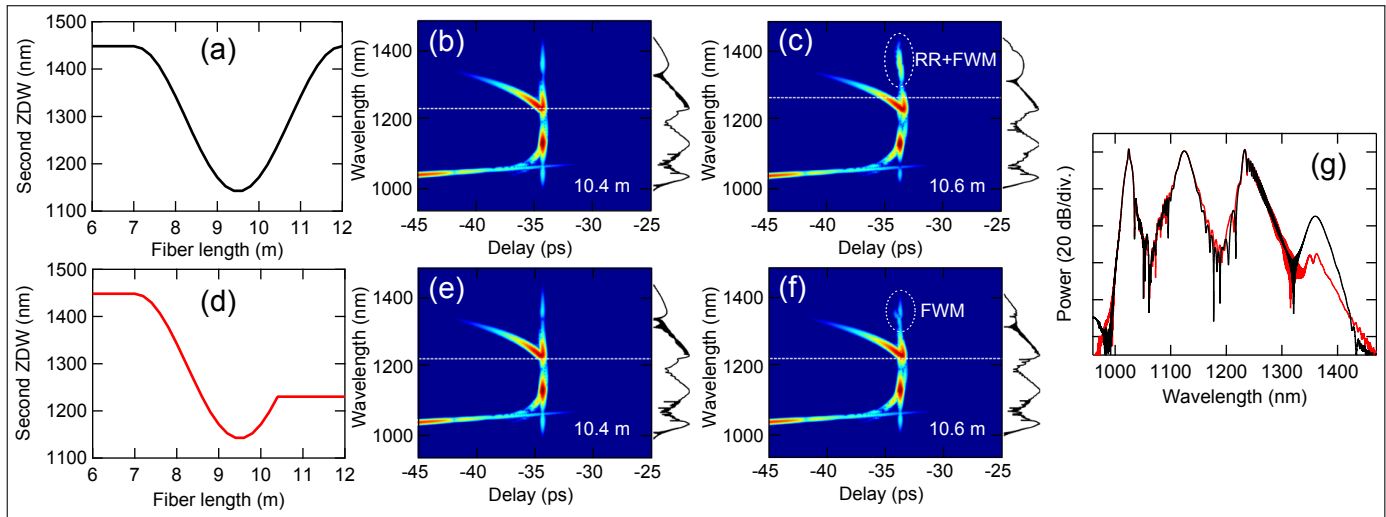 (a)
Second ZDW (nm)
1500
1400
1300
1200
1100
6 7 8 9 10 11 12
Fiber length (m)
(b)
Wavelength (nm)
1400
1200
1000
10.4 m
-45 -40 -35 -30 -25
Delay (ps)
(c)
RR+FWM
Wavelength (nm)
1400
1200
1000
10.6 m
-45 -40 -35 -30 -25
Delay (ps)
(d)
Second ZDW (nm)
1500
1400
1300
1200
1100
6 7 8 9 10 11 12
Fiber length (m)
(e)
Wavelength (nm)
1400
1200
1000
10.4 m
-45 -40 -35 -30 -25
Delay (ps)
(f)
FWM
Wavelength (nm)
1400
1200
1000
10.6 m
-45 -40 -35 -30 -25
Delay (ps)
(g)
Power (20 dB/div.)
1000 1100 1200 1300 1400
Wavelength (nm)